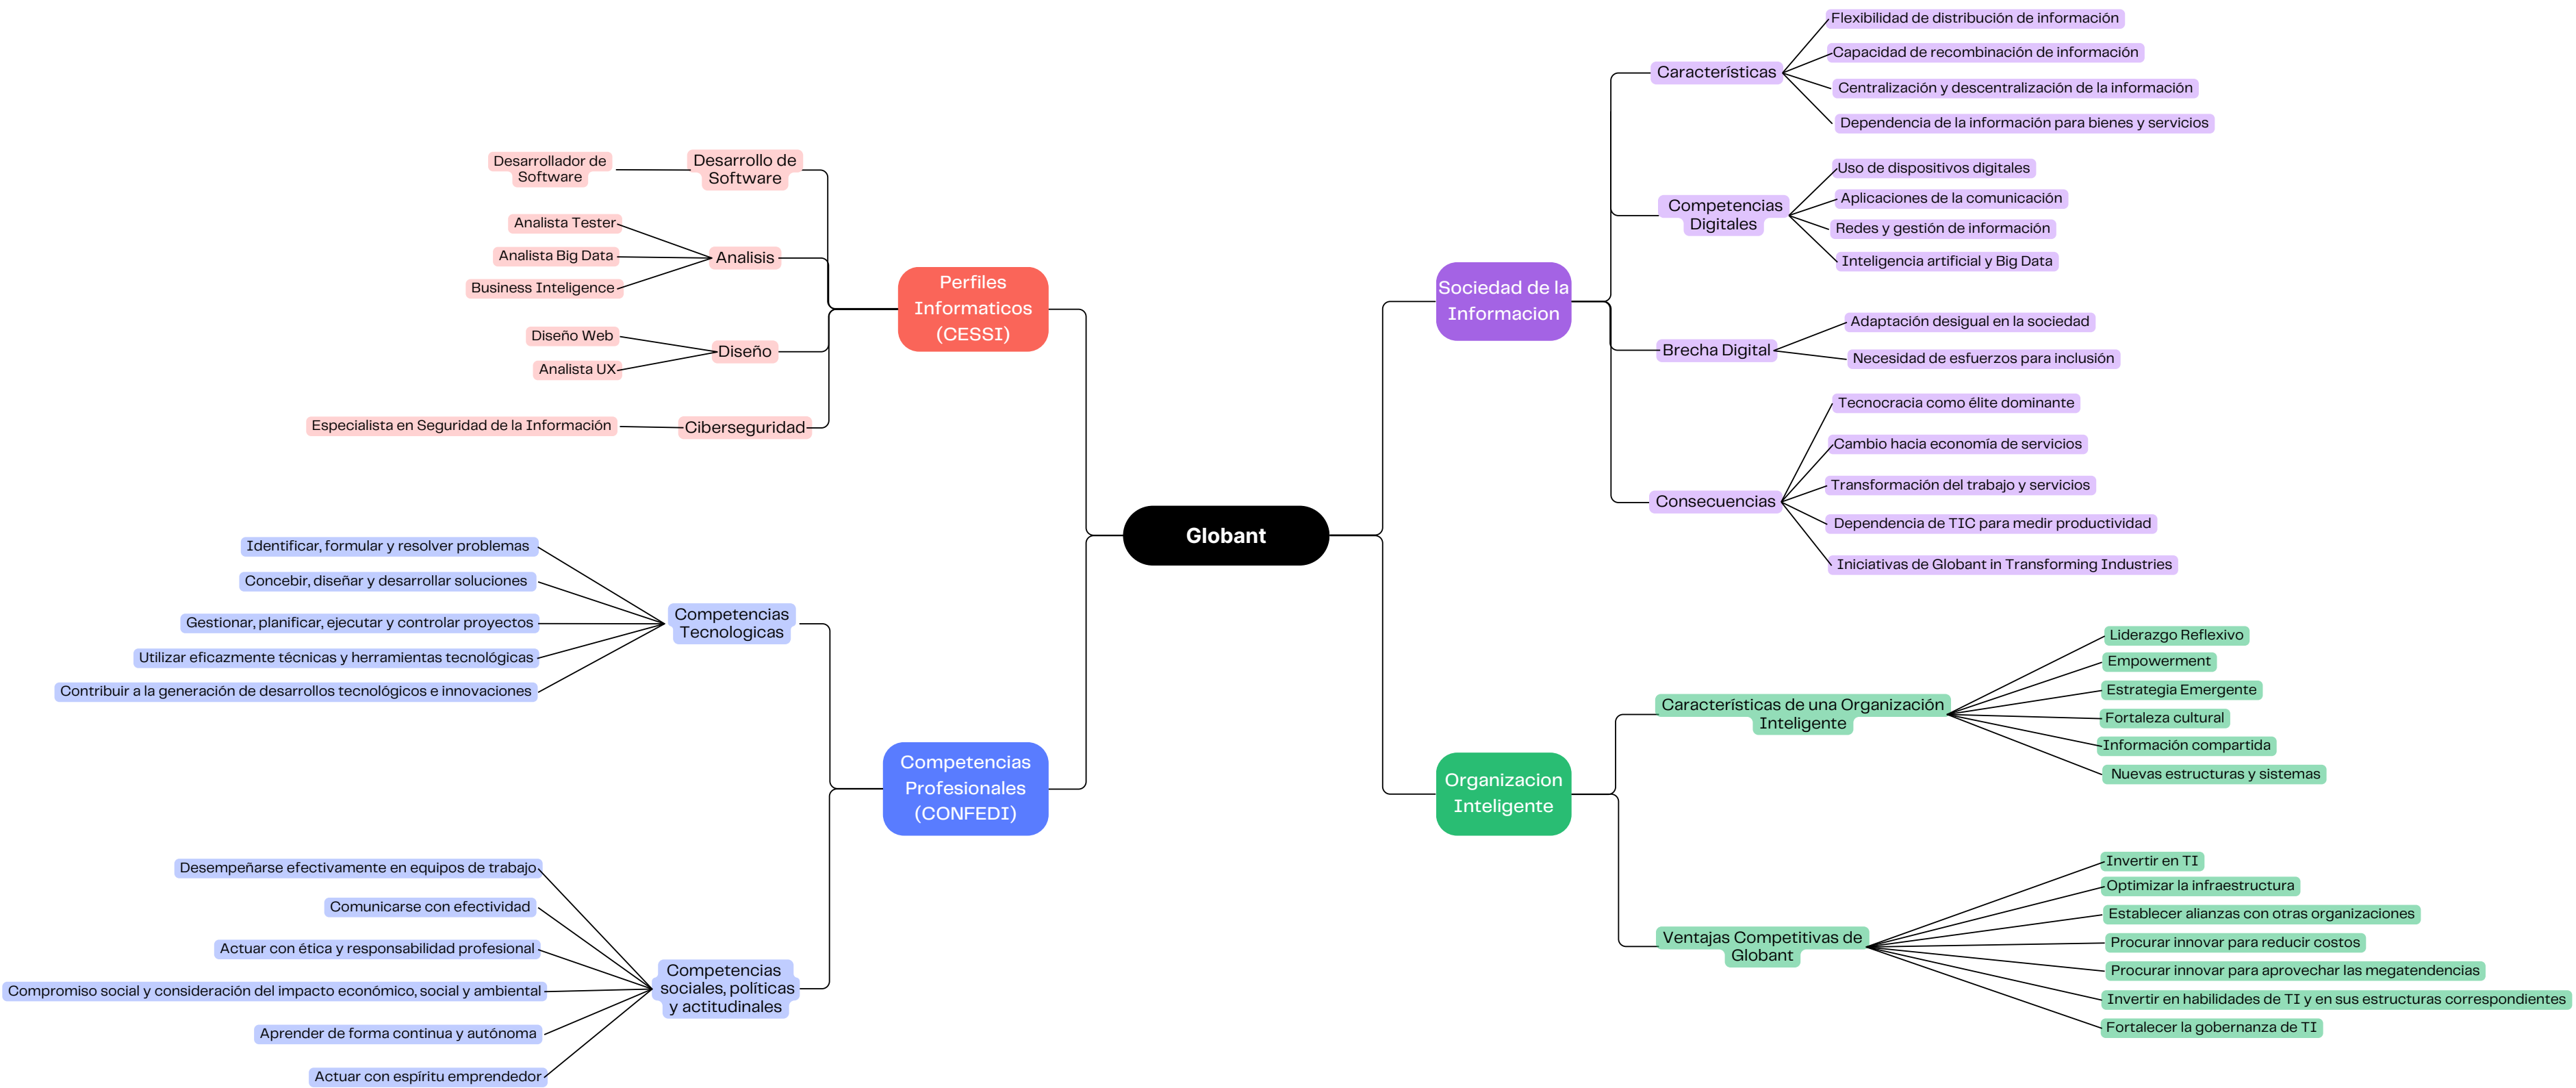 Globant
Perfiles
Informaticos
(CESSI)
Desarrollo de
Software
Desarrollador de
Software
Analisis
Analista Tester
Analista Big Data
Business Inteligence
Diseño
Diseño Web
Analista UX
Ciberseguridad
Especialista en Seguridad de la Información
Competencias
Profesionales
(CONFEDI)
Competencias
Tecnologicas
Identificar, formular y resolver problemas
Concebir, diseñar y desarrollar soluciones
Gestionar, planificar, ejecutar y controlar proyectos
Utilizar eficazmente técnicas y herramientas tecnológicas
Contribuir a la generación de desarrollos tecnológicos e innovaciones
Competencias
sociales, políticas
y actitudinales
Desempeñarse efectivamente en equipos de trabajo
Comunicarse con efectividad
Actuar con ética y responsabilidad profesional
Compromiso social y consideración del impacto económico, social y ambiental
Aprender de forma continua y autónoma
Actuar con espíritu emprendedor
Sociedad de la
Informacion
Características
Flexibilidad de distribución de información
Capacidad de recombinación de información
Centralización y descentralización de la información
Dependencia de la información para bienes y servicios
Competencias
Digitales
Uso de dispositivos digitales
Aplicaciones de la comunicación
Redes y gestión de información
Inteligencia artificial y Big Data
Brecha Digital
Adaptación desigual en la sociedad
Necesidad de esfuerzos para inclusión
Consecuencias
Tecnocracia como élite dominante
Cambio hacia economía de servicios
Transformación del trabajo y servicios
Dependencia de TIC para medir productividad
Iniciativas de Globant in Transforming Industries
Organizacion
Inteligente
Características de una Organización
Inteligente
Liderazgo Reflexivo
Empowerment
Estrategia Emergente
Fortaleza cultural
Información compartida
Nuevas estructuras y sistemas
Ventajas Competitivas de
Globant
Invertir en TI
Optimizar la infraestructura
Establecer alianzas con otras organizaciones
Procurar innovar para reducir costos
Procurar innovar para aprovechar las megatendencias
Invertir en habilidades de TI y en sus estructuras correspondientes
Fortalecer la gobernanza de TI